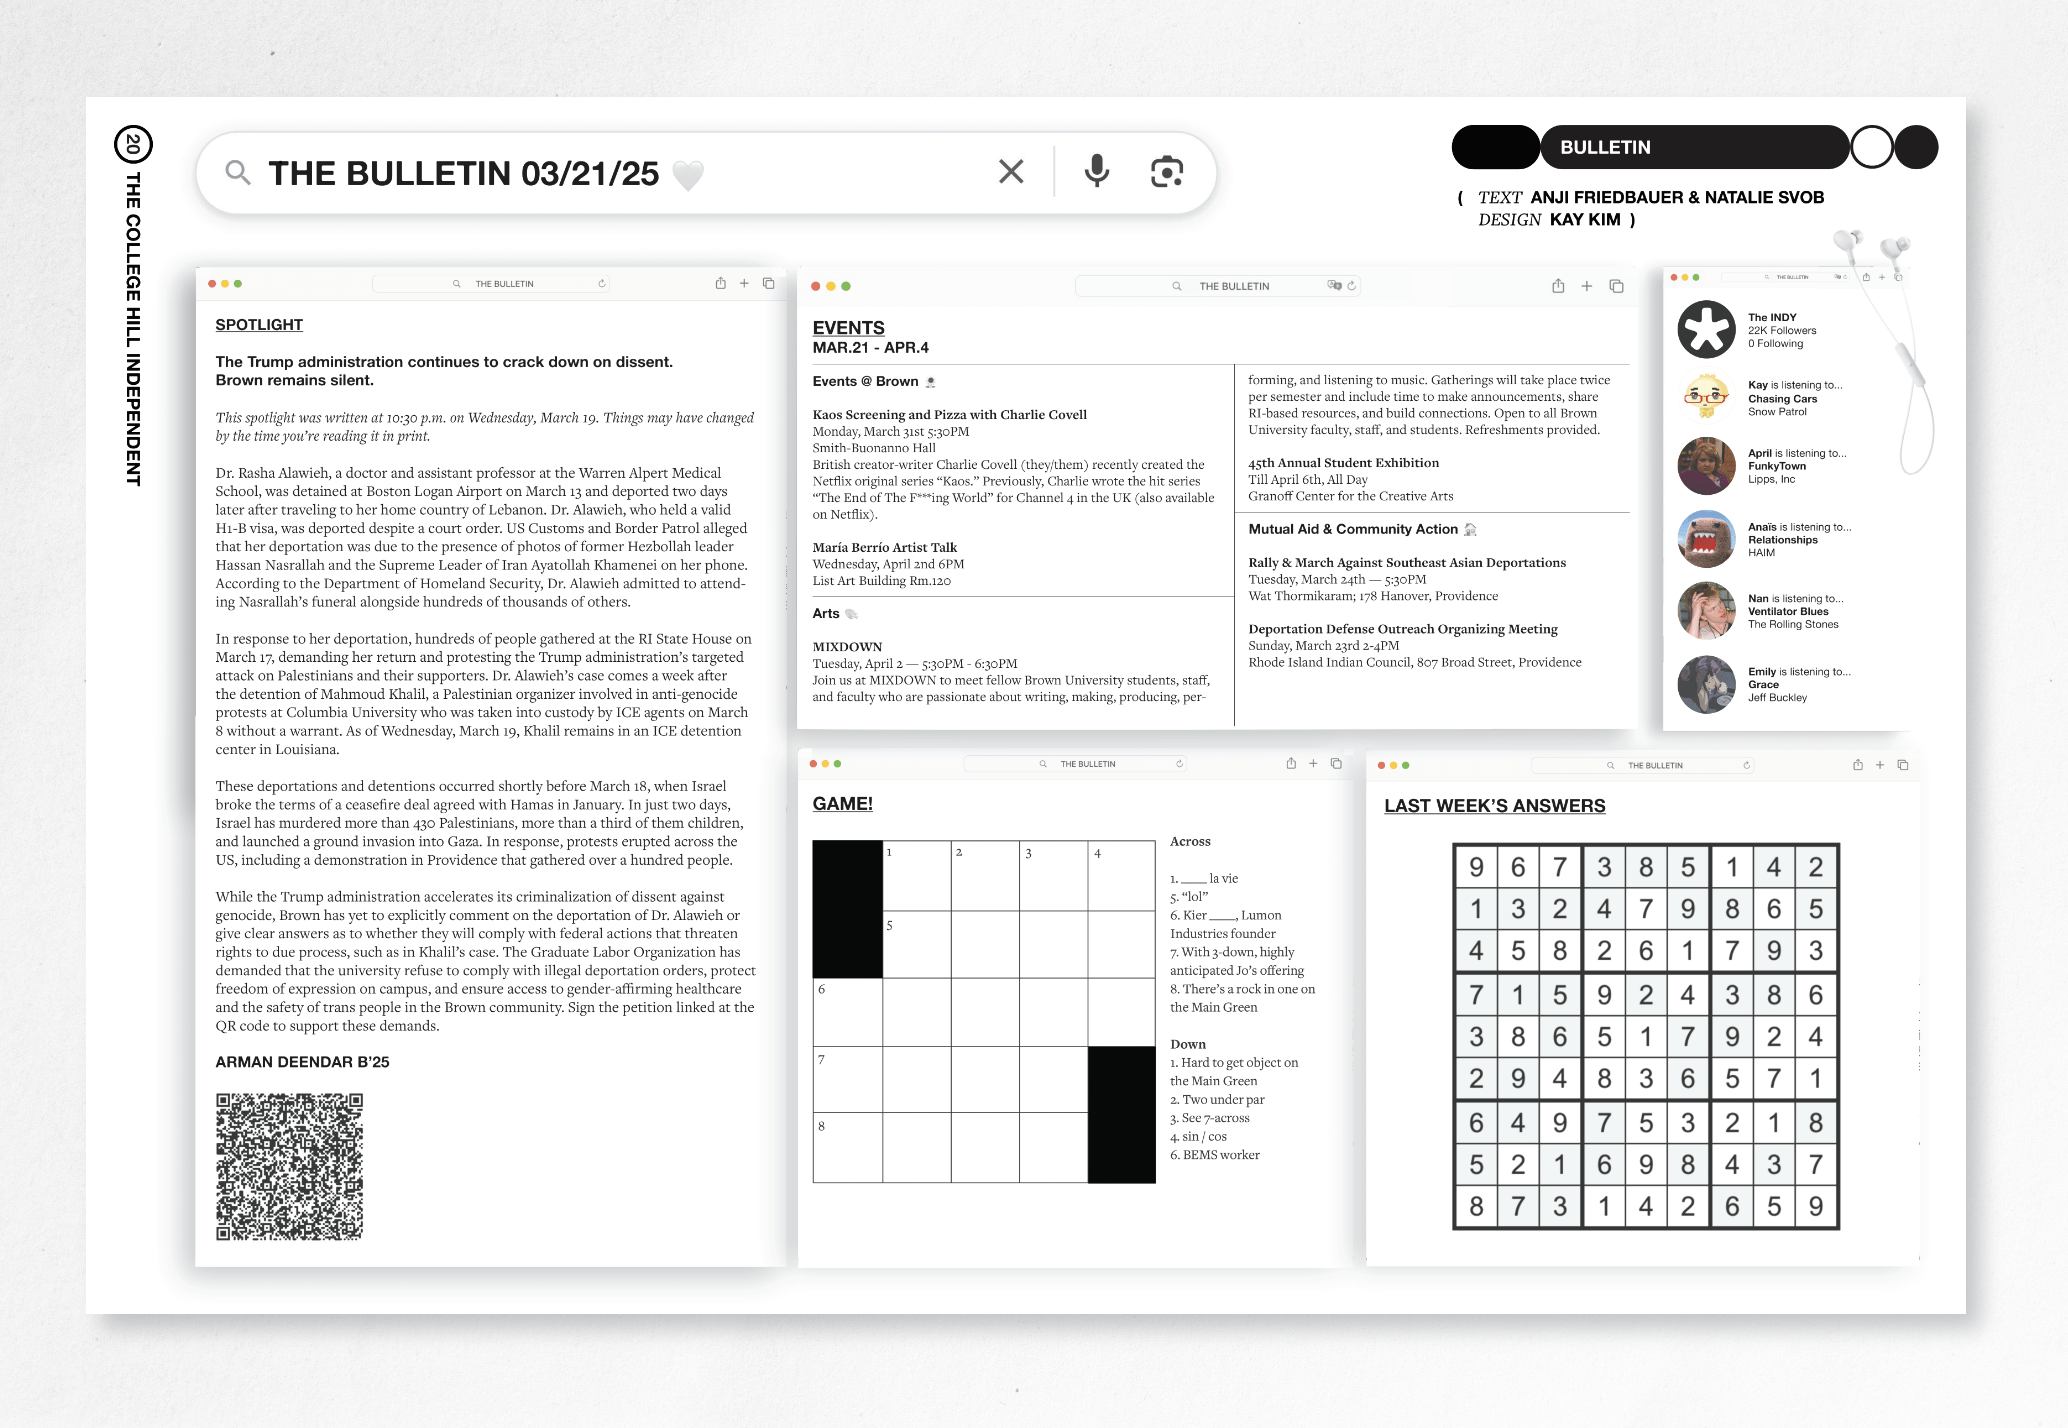 20
THE COLLEGE HILL INDEPENDENT
THE BULLETIN 03/21/25
BULLETIN
( TEXT ANJI FRIEDBAUER & NATALIE SVOB
DESIGN KAY KIM )
THE BULLETIN
SPOTLIGHT
The Trump administration continues to crack down on dissent.
Brown remains silent.
This spotlight was written at 10:30 p.m. on Wednesday, March 19. Things may have changed
by the time you're reading it in print.
Dr. Rasha Alawieh, a doctor and assistant professor at the Warren Alpert Medical
School, was detained at Boston Logan Airport on March 13 and deported two days
later after traveling to her home country of Lebanon. Dr. Alawieh, who held a valid
H1-B visa, was deported despite a court order. US Customs and Border Patrol alleged
that her deportation was due to the presence of photos of former Hezbollah leader
Hassan Nasrallah and the Supreme Leader of Iran Ayatollah Khamenei on her phone.
According to the Department of Homeland Security, Dr. Alawieh admitted to attend-
ing Nasrallah's funeral alongside hundreds of thousands of others.
In response to her deportation, hundreds of people gathered at the RI State House on
March 17, demanding her return and protesting the Trump administration's targeted
attack on Palestinians and their supporters. Dr. Alawieh's case comes a week after
the detention of Mahmoud Khalil, a Palestinian organizer involved in anti-genocide
protests at Columbia University who was taken into custody by ICE agents on March
8 without a warrant. As of Wednesday, March 19, Khalil remains in an ICE detention
center in Louisiana.
These deportations and detentions occurred shortly before March 18, when Israel
broke the terms of a ceasefire deal agreed with Hamas in January. In just two days,
Israel has murdered more than 430 Palestinians, more than a third of them children,
and launched a ground invasion into Gaza. In response, protests erupted across the
US, including a demonstration in Providence that gathered over a hundred people.
While the Trump administration accelerates its criminalization of dissent against
genocide, Brown has yet to explicitly comment on the deportation of Dr. Alawieh or
give clear answers as to whether they will comply with federal actions that threaten
rights to due process, such as in Khalil's case. The Graduate Labor Organization has
demanded that the university refuse to comply with illegal deportation orders, protect
freedom of expression on campus, and ensure access to gender-affirming healthcare
and the safety of trans people in the Brown community. Sign the petition linked at the
QR code to support these demands.
ARMAN DEENDAR B'25
THE BULLETIN
EVENTS
MAR.21 - APR.4
Events @ Brown
Kaos Screening and Pizza with Charlie Covell
Monday, March 31st 5:30PM
Smith-Buonanno Hall
British creator-writer Charlie Covell (they/them) recently created the
Netflix original series “Kaos.” Previously, Charlie wrote the hit series
“The End of The F***ing World” for Channel 4 in the UK (also available
on Netflix).
María Berrío Artist Talk
Wednesday, April 2nd 6PM
List Art Building Rm.120
Arts
MIXDOWN
Tuesday, April 2 — 5:30PM - 6:30PM
Join us at MIXDOWN to meet fellow Brown University students, staff,
and faculty who are passionate about writing, making, producing, per-
forming, and listening to music. Gatherings will take place twice
per semester and include time to make announcements, share
RI-based resources, and build connections. Open to all Brown
University faculty, staff, and students. Refreshments provided.
45th Annual Student Exhibition
Till April 6th, All Day
Granoff Center for the Creative Arts
Mutual Aid & Community Action
Rally & March Against Southeast Asian Deportations
Tuesday, March 24th — 5:30PM
Wat Thormikaram; 178 Hanover, Providence
Deportation Defense Outreach Organizing Meeting
Sunday, March 23rd 2-4PM
Rhode Island Indian Council, 807 Broad Street, Providence
THE BULLETIN
The INDY
22K Followers
0 Following
Kay is listening to...
Chasing Cars
Snow Patrol
April is listening to...
FunkyTown
Lipps, Inc
Anaïs is listening to...
Relationships
HAIM
Nan is listening to...
Ventilator Blues
The Rolling Stones
Emily is listening to...
Grace
Jeff Buckley
THE BULLETIN
GAME!
1 2 3 4
5
6
7
8
Across
1. ____ la vie
5. “lol”
6. Kier ____, Lumon
Industries founder
7. With 3-down, highly
anticipated Jo's offering
8. There's a rock in one on
the Main Green
Down
1. Hard to get object on
the Main Green
2. Two under par
3. See 7-across
4. sin / cos
6. BEMS worker
THE BULLETIN
LAST WEEK'S ANSWERS
9 6 7 3 8 5 1 4 2
1 3 2 4 7 9 8 6 5
4 5 8 2 6 1 7 9 3
7 1 5 9 2 4 3 8 6
3 8 6 5 1 7 9 2 4
2 9 4 8 3 6 5 7 1
6 4 9 7 5 3 2 1 8
5 2 1 6 9 8 4 3 7
8 7 3 1 4 2 6 5 9